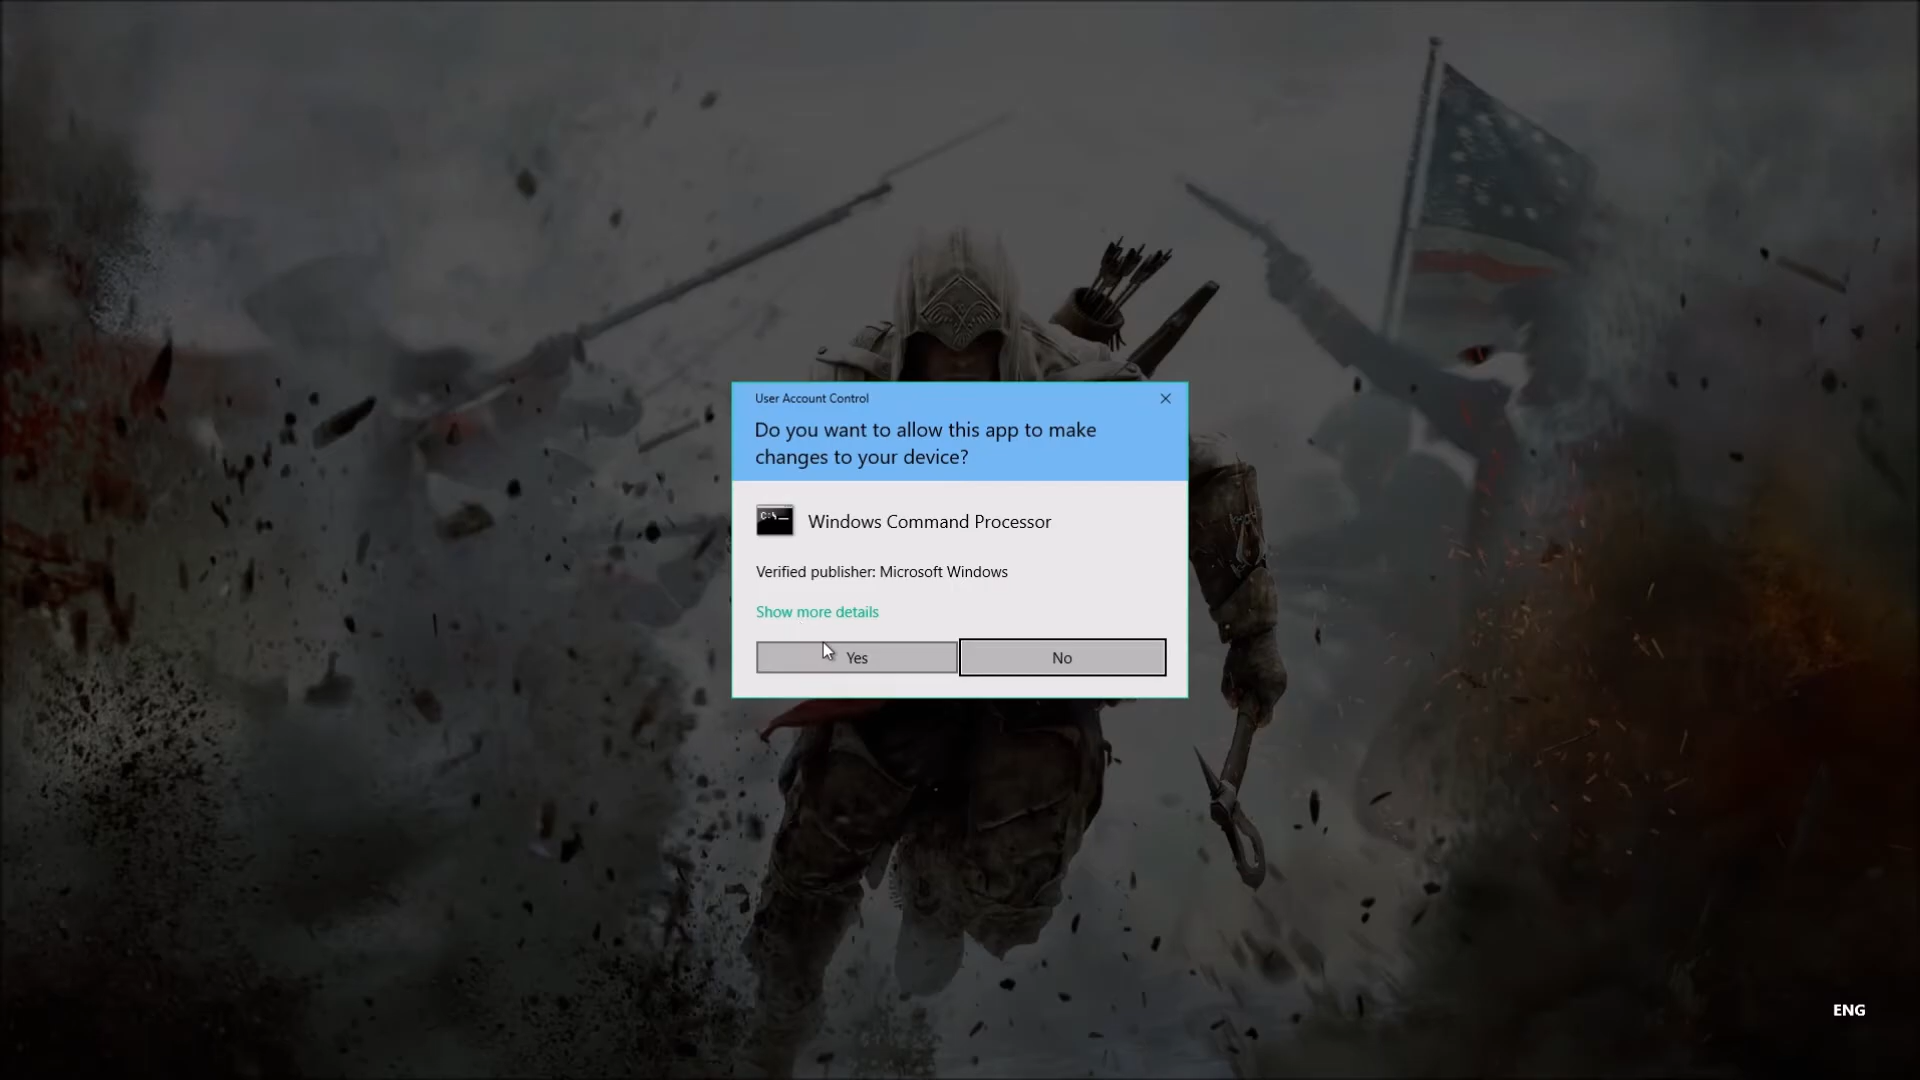 User Account Control
Do you want to allow this app to make
changes to your device?
C:\
Windows Command Processor
Verified publisher: Microsoft Windows
Show more details
Yes
No
ENG